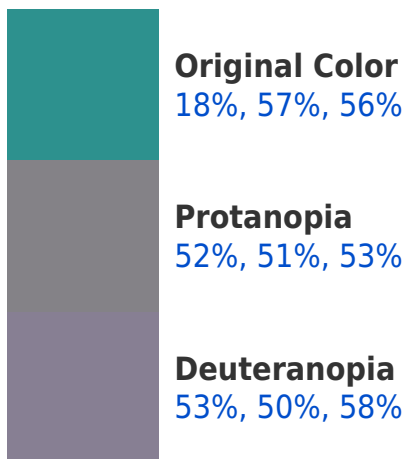 Original Color
18%, 57%, 56%
Protanopia
52%, 51%, 53%
Deuteranopia
53%, 50%, 58%